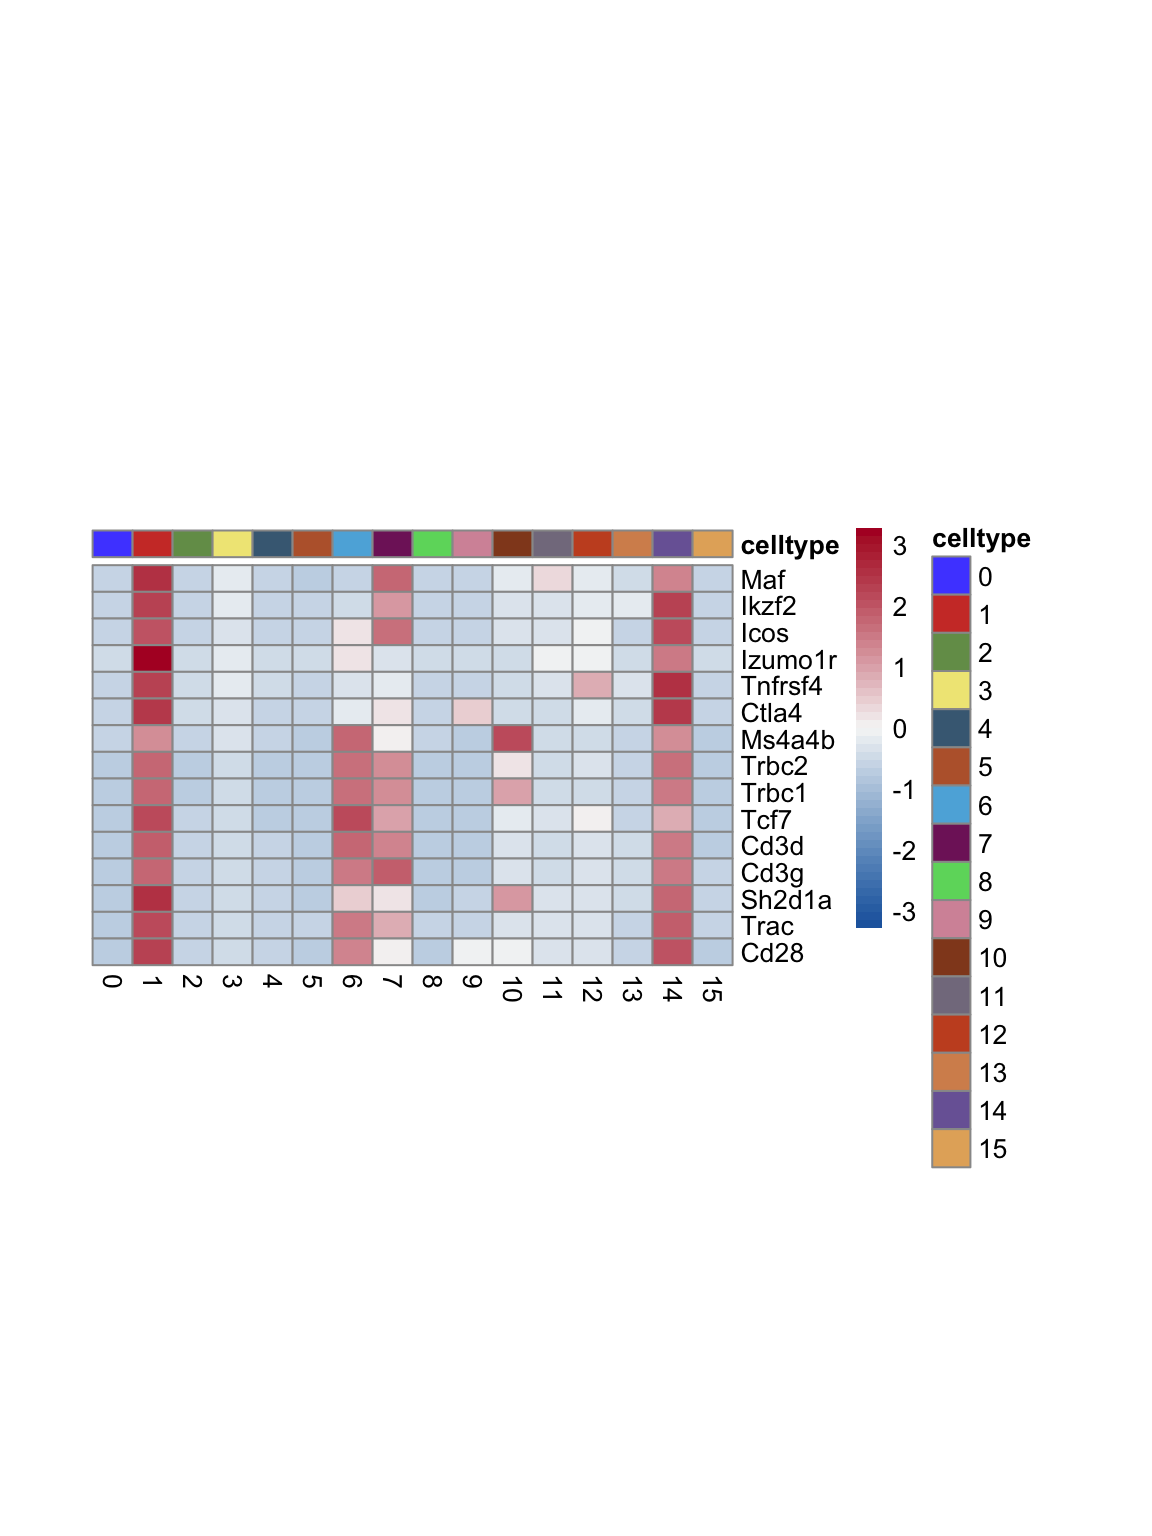 celltype
Maf
Ikzf2
Icos
Izumo1r
Tnfrsf4
Ctla4
Ms4a4b
Trbc2
Trbc1
Tcf7
Cd3d
Cd3g
Sh2d1a
Trac
Cd28
0 1 2 3 4 5 6 7 8 9 10 11 12 13 14 15
3
2
1
0
-1
-2
-3
celltype
0
1
2
3
4
5
6
7
8
9
10
11
12
13
14
15